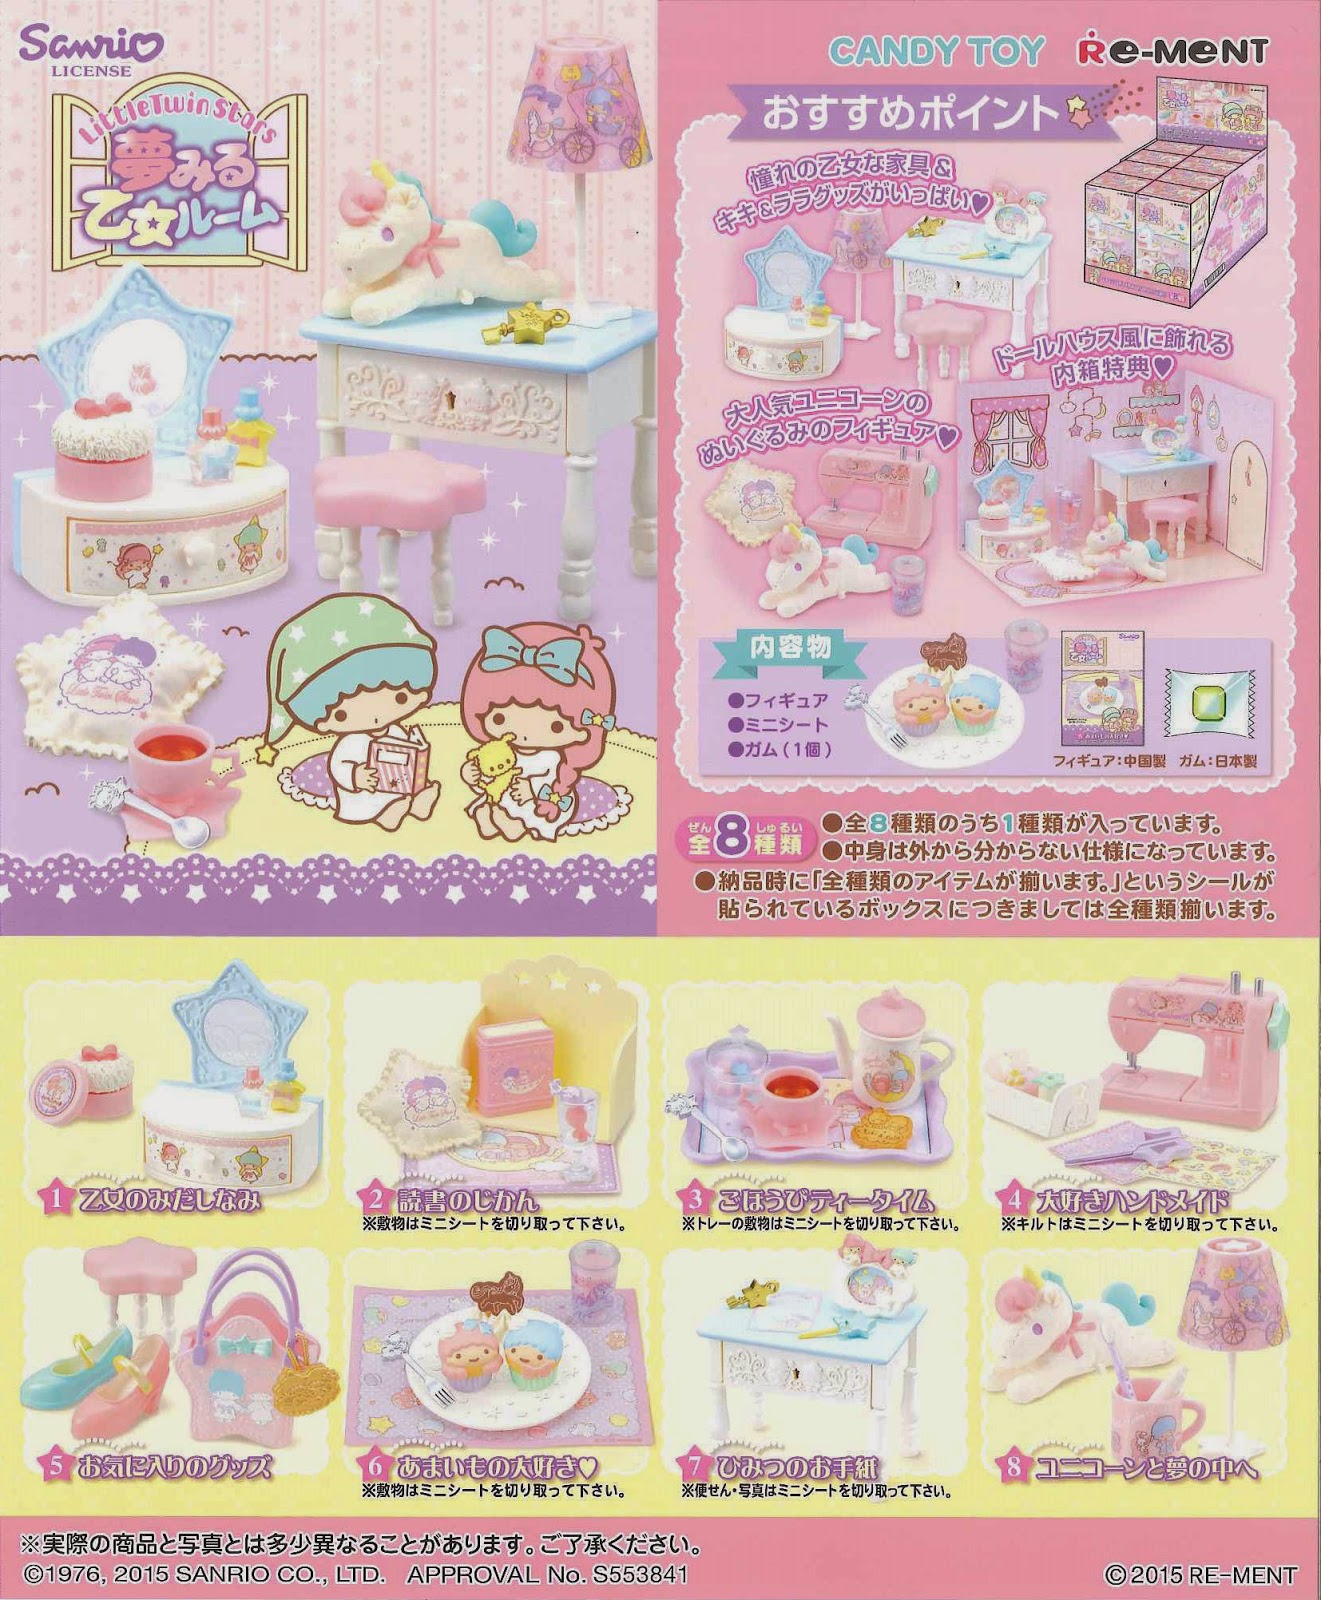 Sanrio
LICENSE
LittleTwinStars
夢みる
乙女ルーム
CANDY TOY Re-MeNT
おすすめポイント
憧れの乙女な家具&
キキ&ララグッズがいっぱい♥
ドールハウス風に飾れる
内箱特典♥
大人気ユニコーンの
ぬいぐるみのフィギュア♥
内容物
●フィギュア
●ミニシート
●ガム(1個)
フィギュア:中国製 ガム:日本製
ぜん しゅるい
全8種類
●全8種類のうち1種類が入っています。
●中身は外から分からない仕様になっています。
●納品時に「全種類のアイテムが揃います。」というシールが
貼られているボックスにつきましては全種類揃います。
1 乙女のみだしなみ
2 読書のじかん
※敷物はミニシートを切り取って下さい。
3 ごほうびティータイム
※トレーの敷物はミニシートを切り取って下さい。
4 大好きハンドメイド
※キルトはミニシートを切り取って下さい。
5 お気に入りのグッズ
6 あまいもの大好き♥
※敷物はミニシートを切り取って下さい。
7 ひみつのお手紙
※便せん・写真はミニシートを切り取って下さい。
8 ユニコーンと夢の中へ
※実際の商品と写真とは多少異なることがあります。ご了承ください。
©1976, 2015 SANRIO CO., LTD. APPROVAL No. S553841
©2015 RE-MENT